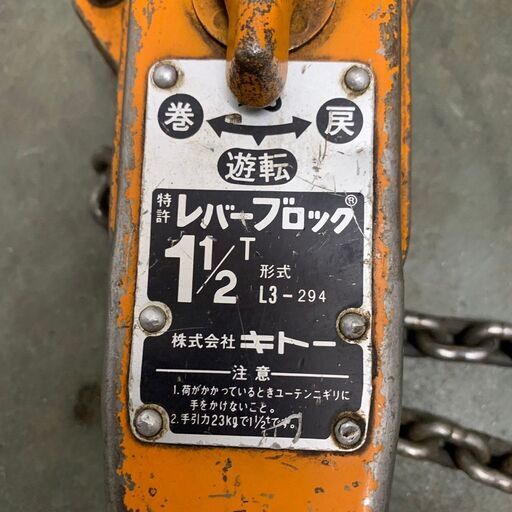 巻 戻
遊転
特許 レバーブロック®
1½T
形式
L3-294
株式会社 キトー
注意
1.荷がかかっているときユーテンニギリに
手をかけないこと。
2.手引力23kgで1½tです。